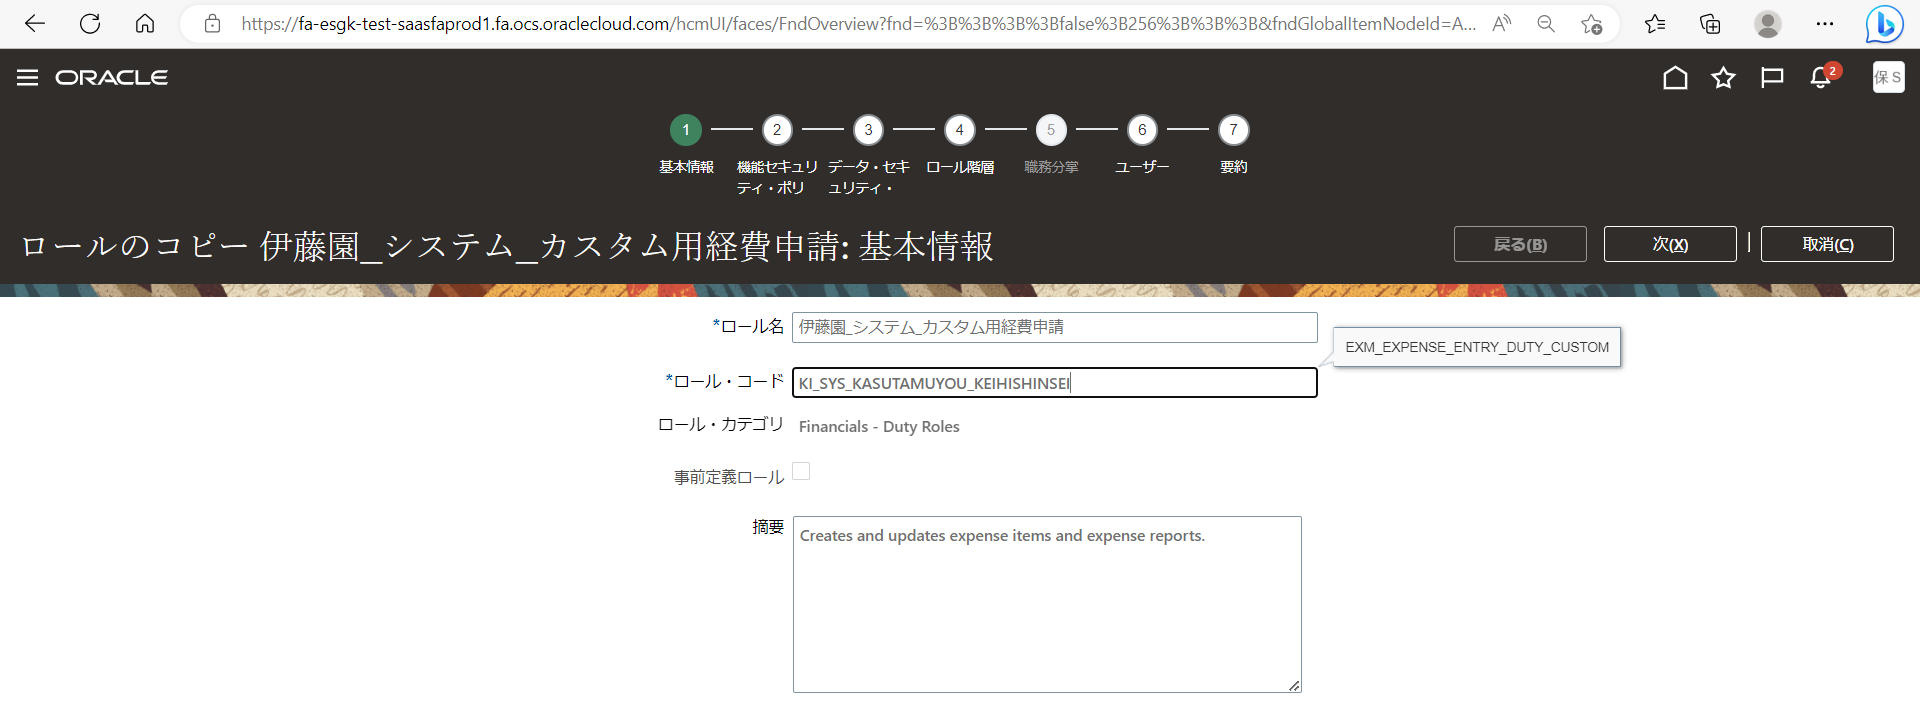 https://fa-esgk-test-saasfaprod1.fa.ocs.oraclecloud.com/hcmUI/faces/FndOverview?fnd=%3B%3B%3B%3Bfalse%3B256%3B%3B%3B&fndGlobalItemNodeId=A...
ORACLE
2
保 S
1 2 3 4 5 6 7
基本情報 機能セキュリティ・ポリ データ・セキュリティ・ ロール階層 職務分掌 ユーザー 要約
ロールのコピー 伊藤園_システム_カスタム用経費申請: 基本情報
戻る(B) 次(X) 取消(C)
*ロール名 伊藤園_システム_カスタム用経費申請
EXM_EXPENSE_ENTRY_DUTY_CUSTOM
*ロール・コード KI_SYS_KASUTAMUYOU_KEIHISHINSEI
ロール・カテゴリ Financials - Duty Roles
事前定義ロール
摘要 Creates and updates expense items and expense reports.